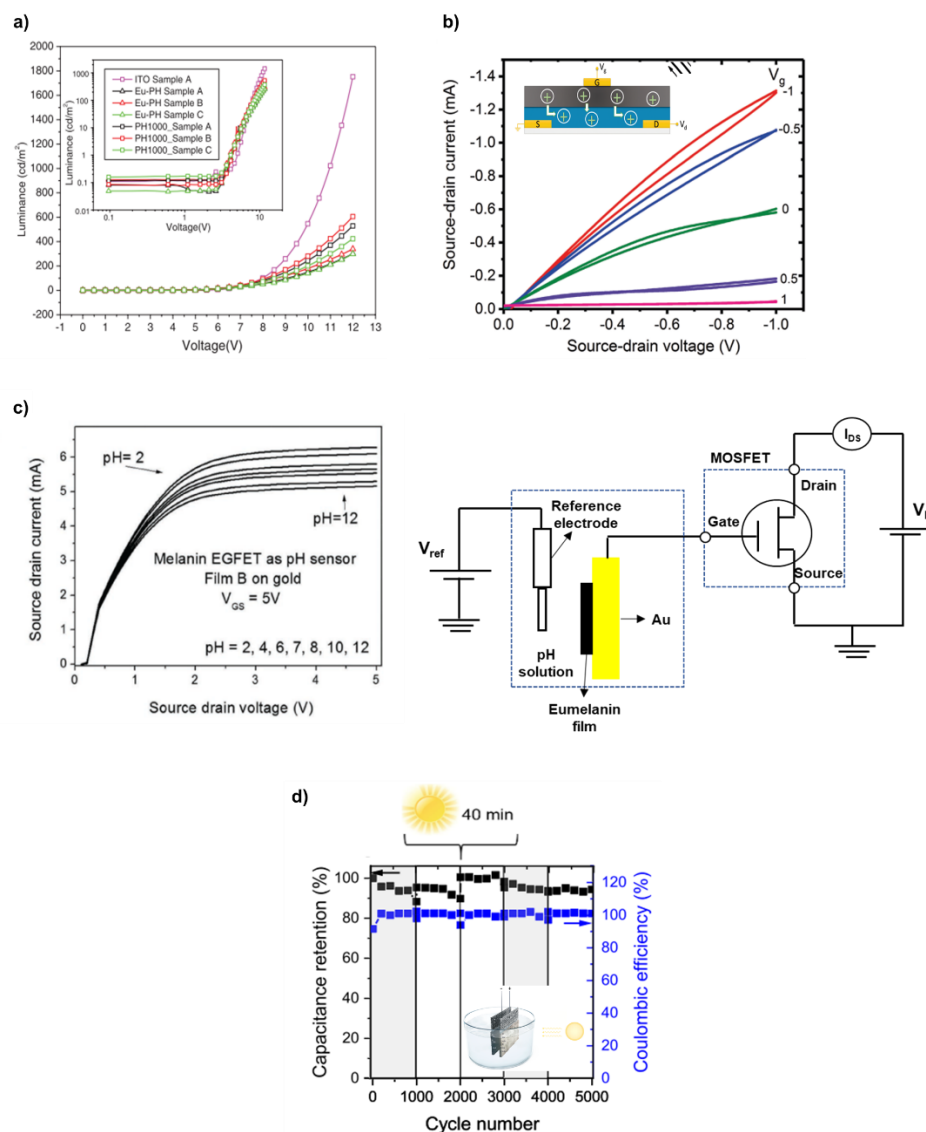 a)
2000
1800
1600
1400
1200
1000
800
600
400
200
0
-200
Luminance (cd/m²)
-1 0 1 2 3 4 5 6 7 8 9 10 11 12 13
Voltage(V)
1000
100
10
1
0.1
0.01
Luminance (cd/m²)
0.1 1 10
Voltage(V)
ITO Sample A
Eu-PH Sample A
Eu-PH Sample B
Eu-PH Sample C
PH1000_Sample A
PH1000_Sample B
PH1000_Sample C
b)
-1.4
-1.2
-1.0
-0.8
-0.6
-0.4
-0.2
0.0
Source-drain current (mA)
0.0 -0.2 -0.4 -0.6 -0.8 -1.0
Source-drain voltage (V)
Vg
-1
-0.5
0
0.5
1
G
S
D
Vd
c)
6
5
4
3
2
1
0
Source drain current (mA)
pH= 2
pH=12
Melanin EGFET as pH sensor
Film B on gold
VGS = 5V
pH = 2, 4, 6, 7, 8, 10, 12
0 1 2 3 4 5
Source drain voltage (V)
Vref
Reference
electrode
pH
solution
Eumelanin
film
Au
Gate
MOSFET
Drain
Source
IDS
d)
40 min
100
80
60
40
20
0
Capacitance retention (%)
120
100
80
60
40
20
0
Coulombic efficiency (%)
0 1000 2000 3000 4000 5000
Cycle number